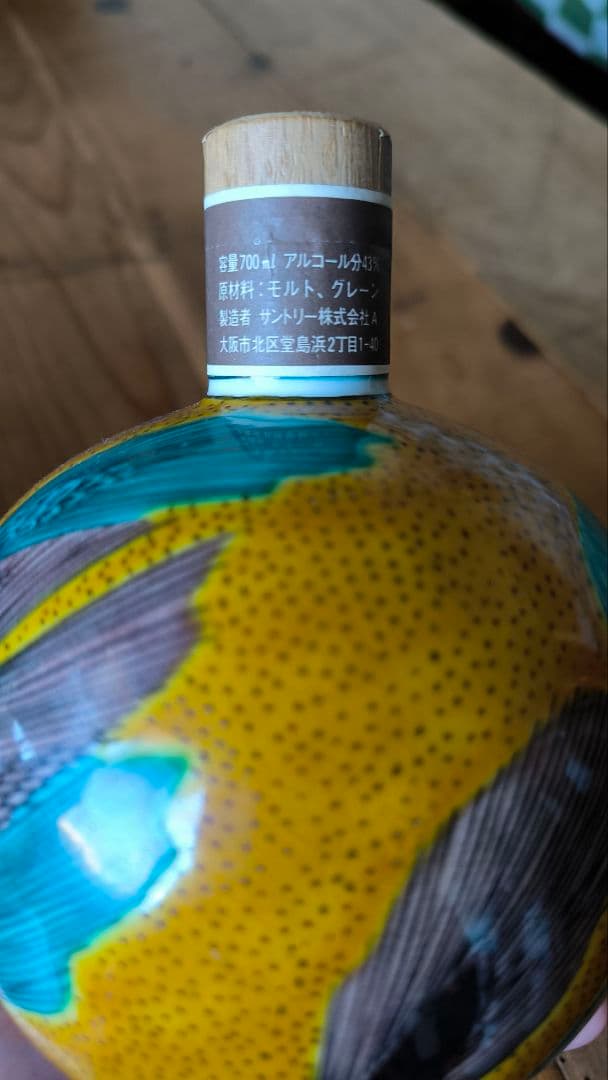 容量700ml アルコール分43%
原材料：モルト、グレーン
製造者 サントリー株式会社 A
大阪市北区堂島浜2丁目1-40